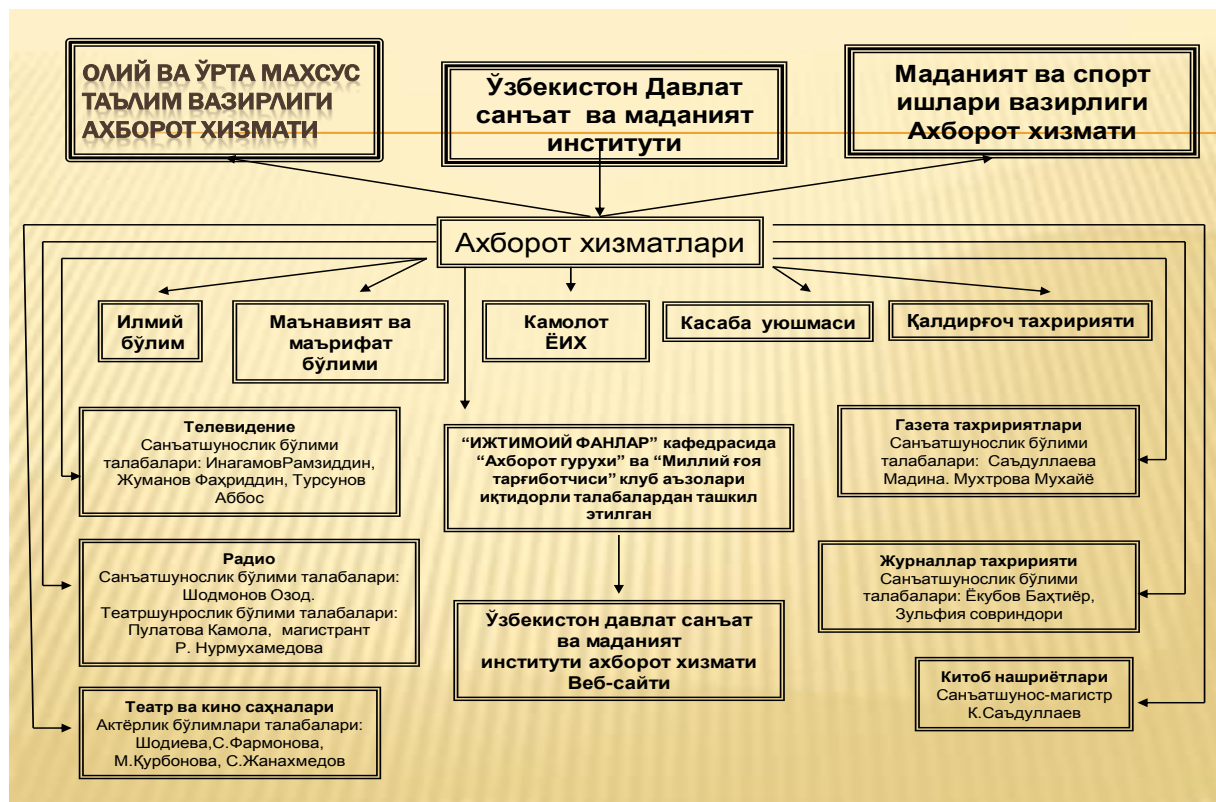 ОЛИЙ ВА ЎРТА МАХСУС
ТАЪЛИМ ВАЗИРЛИГИ
АХБОРОТ ХИЗМАТИ
Ўзбекистон Давлат
санъат ва маданият
институти
Маданият ва спорт
ишлари вазирлиги
Ахборот хизмати
Ахборот хизматлари
Илмий
бўлим
Маънавият ва
маърифат
бўлими
Камолот
ЁИХ
Касаба уюшмаси
Қалдирғоч тахририяти
Телевидение
Санъатшунослик бўлими
талабалари: ИнагамовРамзиддин,
Жуманов Фаҳриддин, Турсунов
Аббос
“ИЖТИМОИЙ ФАНЛАР” кафедрасида
“Ахборот гурухи” ва “Миллий ғоя
тарғиботчиси” клуб аъзолари
иқтидорли талабалардан ташкил
этилган
Газета тахририятлари
Санъатшунослик бўлими
талабалари: Саъдуллаева
Мадина. Мухтрова Мухайё
Радио
Санъатшунослик бўлими талабалари:
Шодмонов Озод.
Театршунрослик бўлими талабалари:
Пулатова Камола, магистрант
Р. Нурмухамедова
Журналлар тахририяти
Санъатшунослик бўлими
талабалари: Ёкубов Баҳтиёр,
Зульфия совриндори
Ўзбекистон давлат санъат
ва маданият
институти ахборот хизмати
Веб-сайти
Китоб нашриётлари
Санъатшунос-магистр
К.Саъдуллаев
Театр ва кино саҳналари
Актёрлик бўлимлари талабалари:
Шодиева,С.Фармонова,
М.Қурбонова, С.Жанахмедов